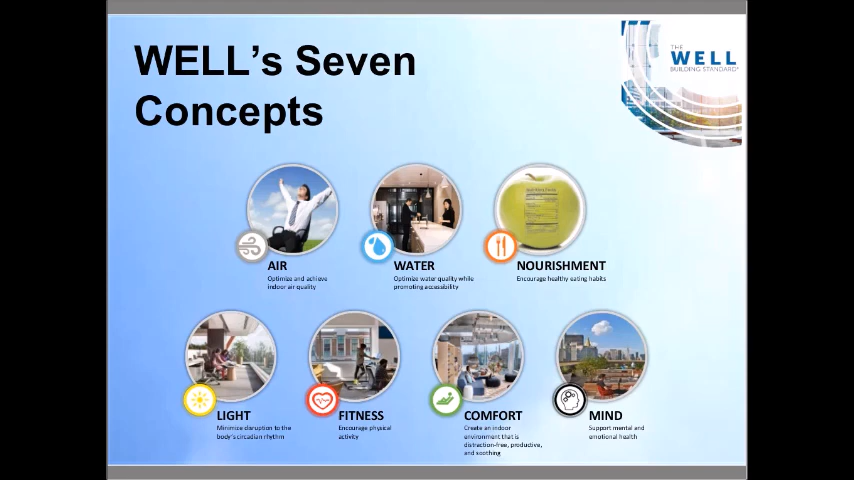 WELL's Seven
Concepts
THE
WELL
BUILDING STANDARD
AIR
Optimize and achieve
indoor air quality
WATER
Optimize water quality while
promoting accessibility
NOURISHMENT
Encourage healthy eating habits
LIGHT
Minimize disruption to the
body's circadian rhythm
FITNESS
Encourage physical
activity
COMFORT
Create an indoor
environment that is
distraction-free, productive,
and soothing
MIND
Support mental and
emotional health